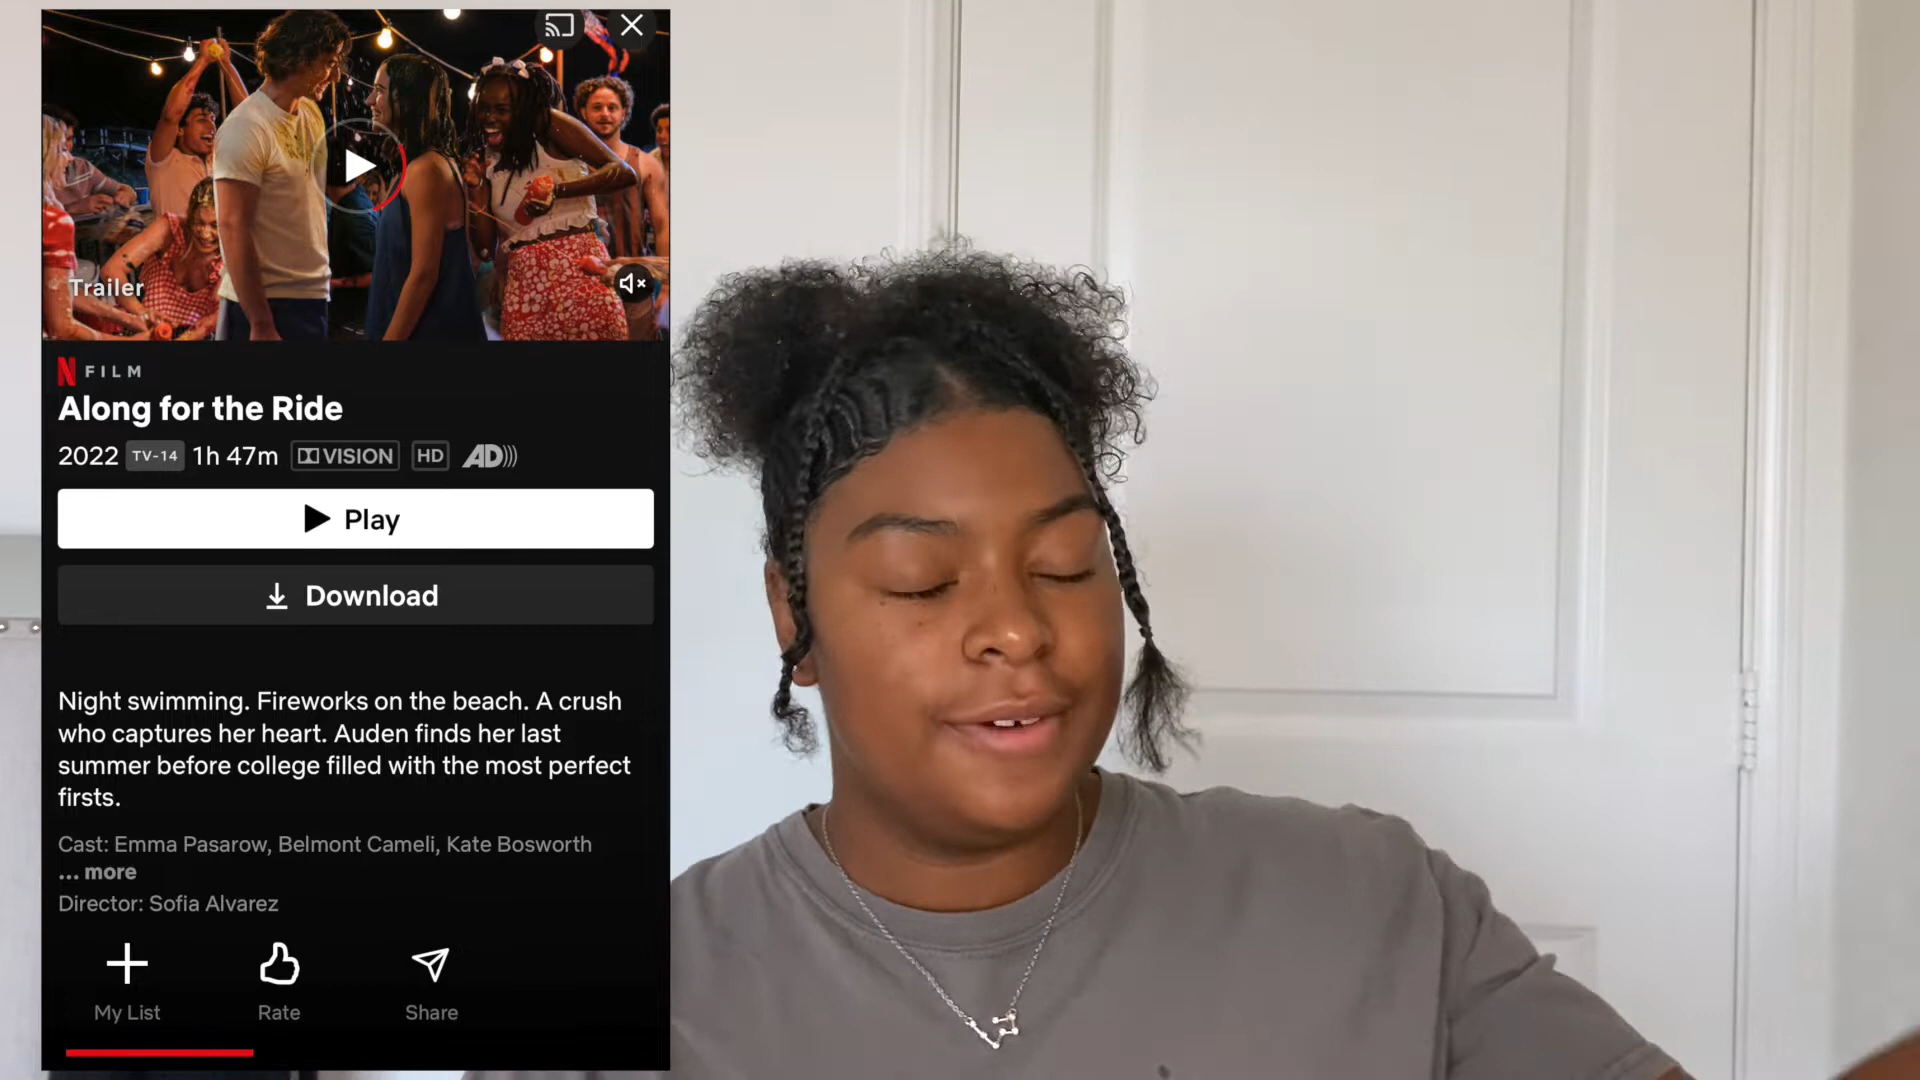 Trailer
N FILM
Along for the Ride
2022 TV-14 1h 47m VISION HD AD
Play
Download
Night swimming. Fireworks on the beach. A crush
who captures her heart. Auden finds her last
summer before college filled with the most perfect
firsts.
Cast: Emma Pasarow, Belmont Cameli, Kate Bosworth
... more
Director: Sofia Alvarez
My List Rate Share